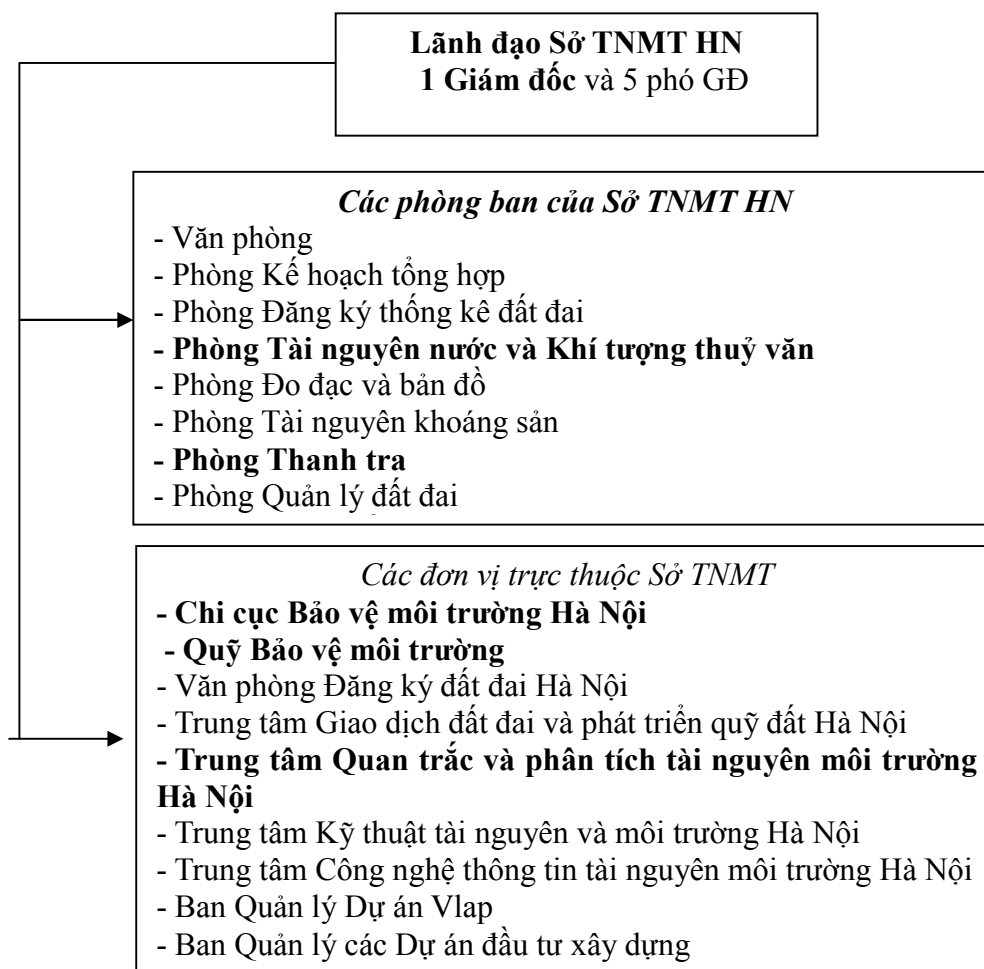 Lãnh đạo Sở TNMT HN
1 Giám đốc và 5 phó GĐ
Các phòng ban của Sở TNMT HN
- Văn phòng
- Phòng Kế hoạch tổng hợp
- Phòng Đăng ký thống kê đất đai
- Phòng Tài nguyên nước và Khí tượng thuỷ văn
- Phòng Đo đạc và bản đồ
- Phòng Tài nguyên khoáng sản
- Phòng Thanh tra
- Phòng Quản lý đất đai
Các đơn vị trực thuộc Sở TNMT
- Chi cục Bảo vệ môi trường Hà Nội
- Quỹ Bảo vệ môi trường
- Văn phòng Đăng ký đất đai Hà Nội
- Trung tâm Giao dịch đất đai và phát triển quỹ đất Hà Nội
- Trung tâm Quan trắc và phân tích tài nguyên môi trường
Hà Nội
- Trung tâm Kỹ thuật tài nguyên và môi trường Hà Nội
- Trung tâm Công nghệ thông tin tài nguyên môi trường Hà Nội
- Ban Quản lý Dự án Vlap
- Ban Quản lý các Dự án đầu tư xây dựng